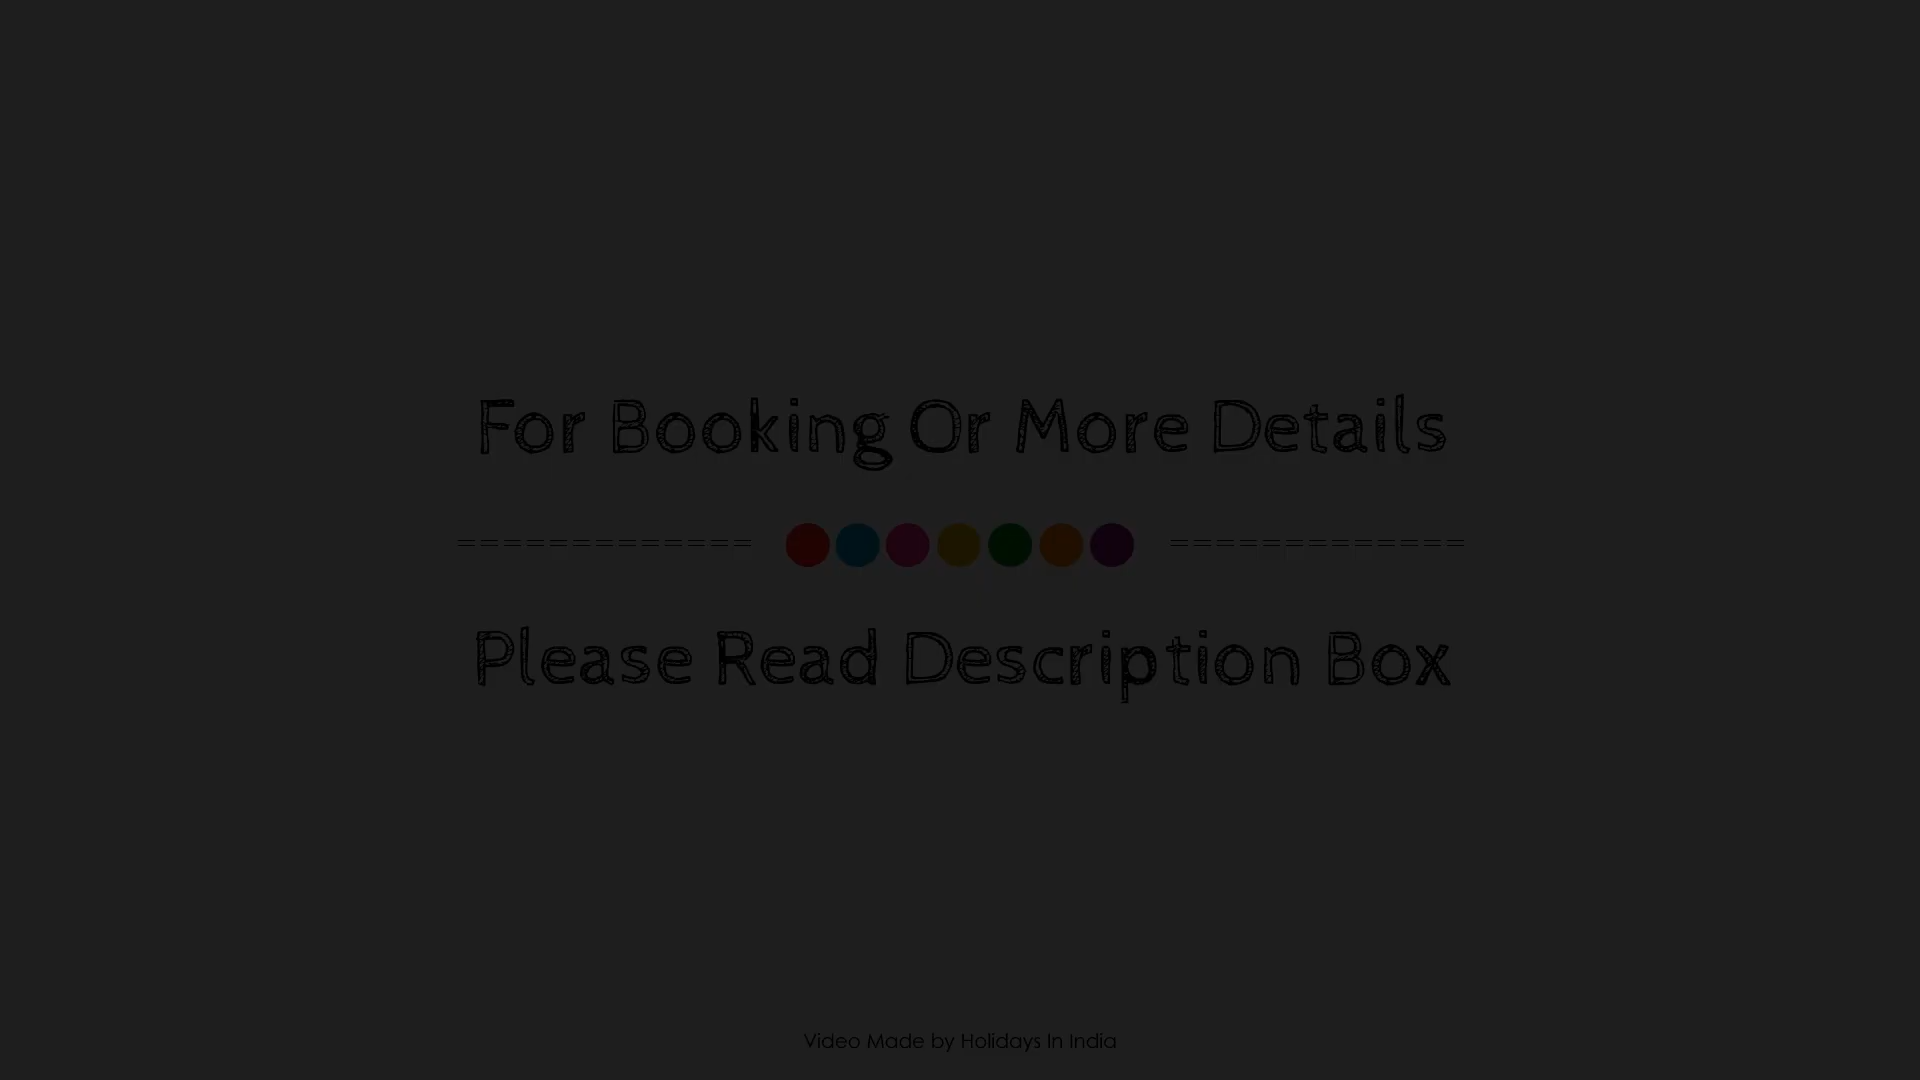 For Booking Or More Details
============= =============
Please Read Description Box
Video Made by Holidays In India